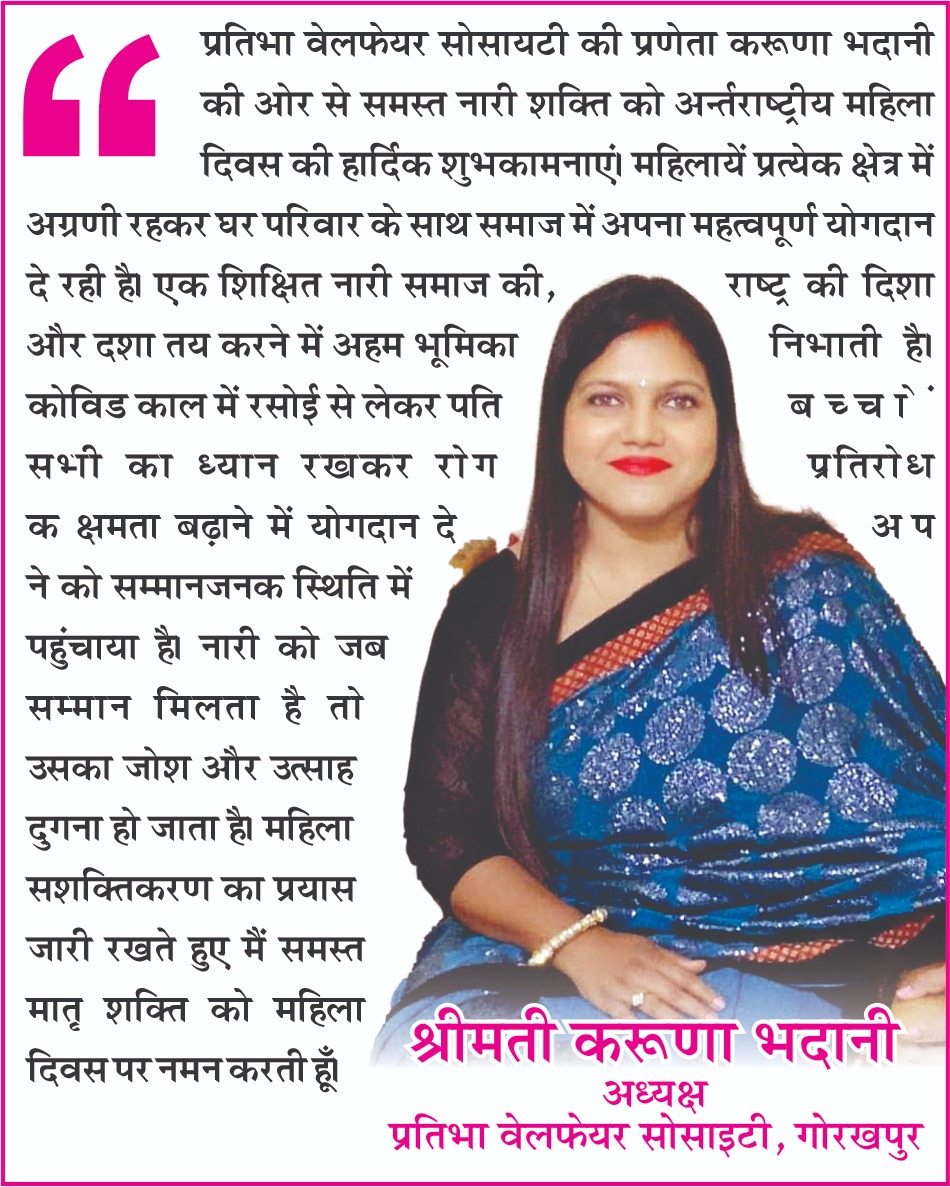 प्रतिभा वेलफेयर सोसायटी की प्रणेता करूणा भदानी
की ओर से समस्त नारी शक्ति को अर्न्तराष्ट्रीय महिला
दिवस की हार्दिक शुभकामनाएं। महिलायें प्रत्येक क्षेत्र में
अग्रणी रहकर घर परिवार के साथ समाज में अपना महत्वपूर्ण योगदान
दे रही है। एक शिक्षित नारी समाज की, राष्ट्र की दिशा
और दशा तय करने में अहम भूमिका निभाती है।
कोविड काल में रसोई से लेकर पति बच्चों
सभी का ध्यान रखकर रोग प्रतिरोध
क क्षमता बढ़ाने में योगदान दे अप
ने को सम्मानजनक स्थिति में
पहुंचाया है। नारी को जब
सम्मान मिलता है तो
उसका जोश और उत्साह
दुगना हो जाता है। महिला
सशक्तिकरण का प्रयास
जारी रखते हुए मैं समस्त
मातृ शक्ति को महिला
दिवस पर नमन करती हूँ।
श्रीमती करूणा भदानी
अध्यक्ष
प्रतिभा वेलफेयर सोसाइटी, गोरखपुर